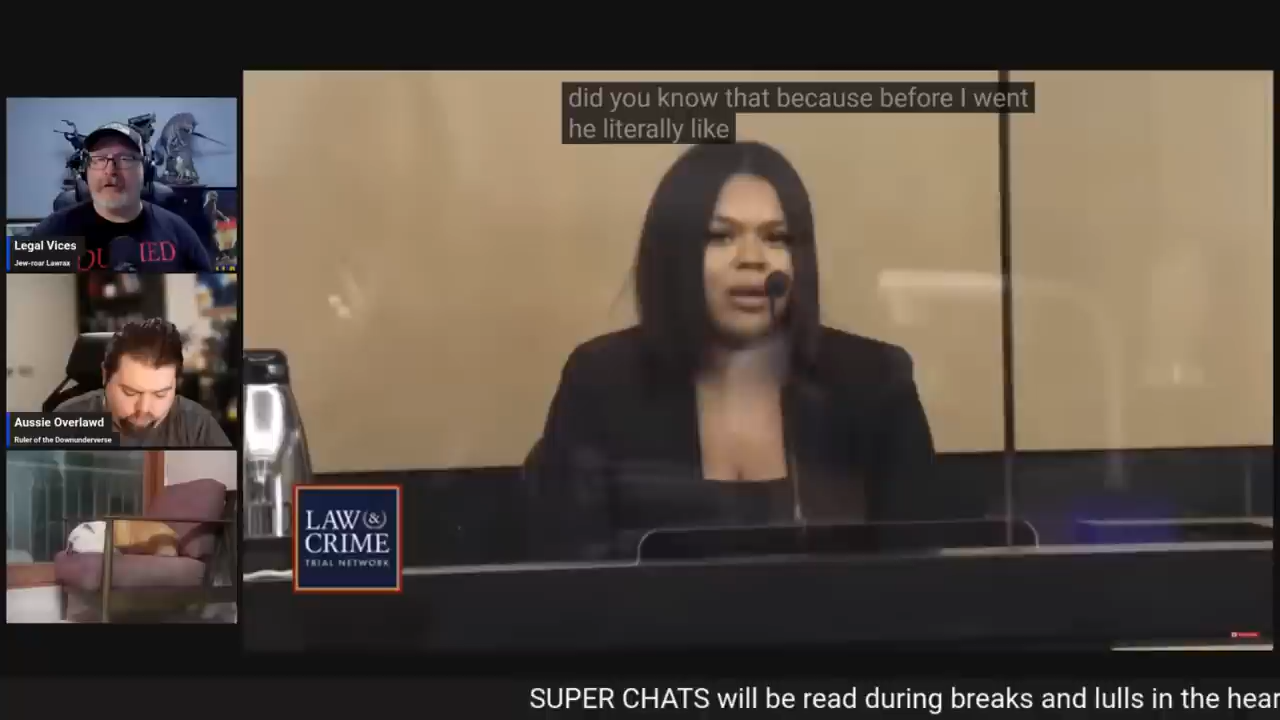 did you know that because before I went
he literally like
Legal Vices
Jew-roar Lawrax
Aussie Overlawd
Ruler of the Downunderverse
LAW &
CRIME
TRIAL NETWORK
SUPER CHATS will be read during breaks and lulls in the hear